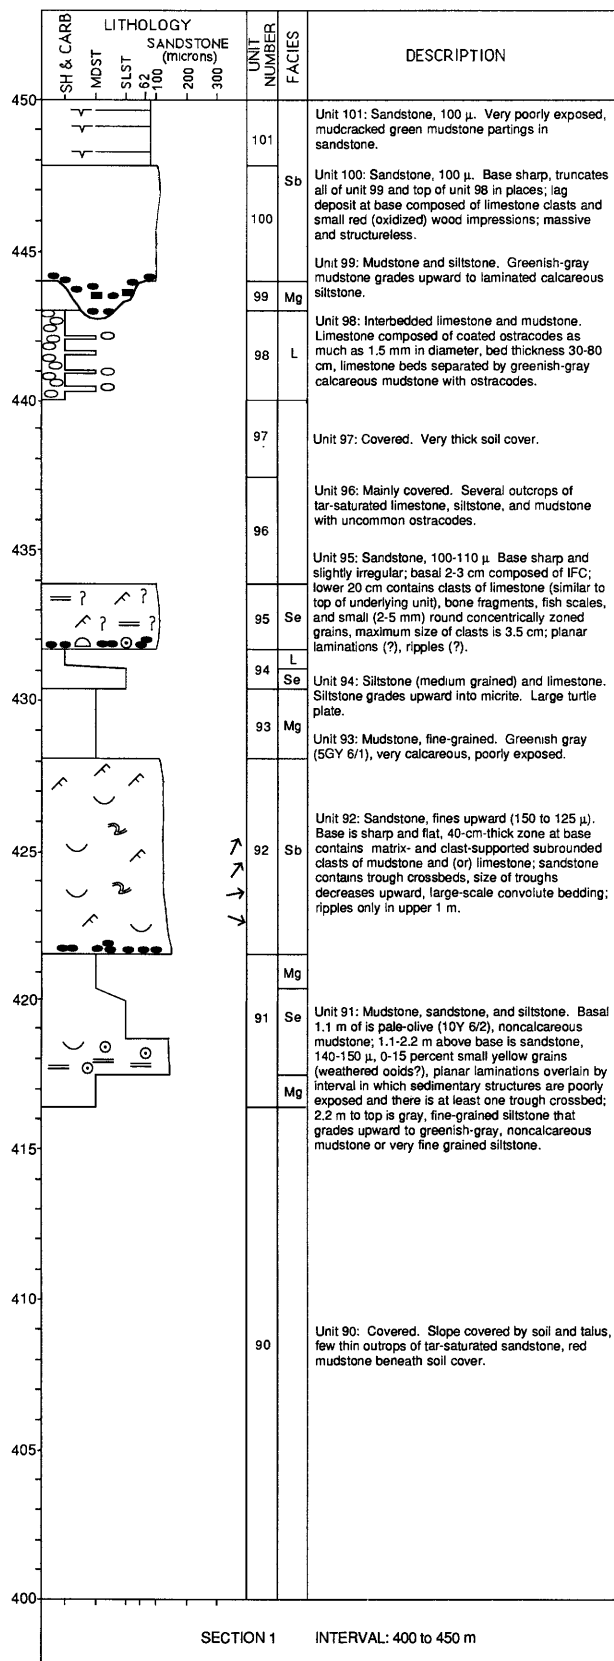 LITHOLOGY
SANDSTONE
(microns)
SH & CARB
MDST
SLST
62
100
200
300
UNIT NUMBER
FACIES
DESCRIPTION
450
Unit 101: Sandstone, 100 μ. Very poorly exposed,
mudcracked green mudstone partings in
sandstone.
101
Sb
Unit 100: Sandstone, 100 μ. Base sharp, truncates
all of unit 99 and top of unit 98 in places; lag
deposit at base composed of limestone clasts and
small red (oxidized) wood impressions; massive
and structureless.
100
445
Unit 99: Mudstone and siltstone. Greenish-gray
mudstone grades upward to laminated calcareous
siltstone.
99
Mg
Unit 98: Interbedded limestone and mudstone.
Limestone composed of coated ostracodes as
much as 1.5 mm in diameter, bed thickness 30-80
cm, limestone beds separated by greenish-gray
calcareous mudstone with ostracodes.
98
L
440
97
Unit 97: Covered. Very thick soil cover.
96
Unit 96: Mainly covered. Several outcrops of
tar-saturated limestone, siltstone, and mudstone
with uncommon ostracodes.
435
Unit 95: Sandstone, 100-110 μ Base sharp and
slightly irregular; basal 2-3 cm composed of IFC;
lower 20 cm contains clasts of limestone (similar to
top of underlying unit), bone fragments, fish scales,
and small (2-5 mm) round concentrically zoned
grains, maximum size of clasts is 3.5 cm; planar
laminations (?), ripples (?).
? ?
? ?
95
Se
94
L
Se
Unit 94: Siltstone (medium grained) and limestone.
Siltstone grades upward into micrite. Large turtle
plate.
430
93
Mg
Unit 93: Mudstone, fine-grained. Greenish gray
(5GY 6/1), very calcareous, poorly exposed.
425
92
Sb
Unit 92: Sandstone, fines upward (150 to 125 μ).
Base is sharp and flat, 40-cm-thick zone at base
contains matrix- and clast-supported subrounded
clasts of mudstone and (or) limestone; sandstone
contains trough crossbeds, size of troughs
decreases upward, large-scale convolute bedding;
ripples only in upper 1 m.
Mg
420
91
Se
Mg
Unit 91: Mudstone, sandstone, and siltstone. Basal
1.1 m of is pale-olive (10Y 6/2), noncalcareous
mudstone; 1.1-2.2 m above base is sandstone,
140-150 μ, 0-15 percent small yellow grains
(weathered ooids?), planar laminations overlain by
interval in which sedimentary structures are poorly
exposed and there is at least one trough crossbed;
2.2 m to top is gray, fine-grained siltstone that
grades upward to greenish-gray, noncalcareous
mudstone or very fine grained siltstone.
415
410
90
Unit 90: Covered. Slope covered by soil and talus,
few thin outrops of tar-saturated sandstone, red
mudstone beneath soil cover.
405
400
SECTION 1 INTERVAL: 400 to 450 m